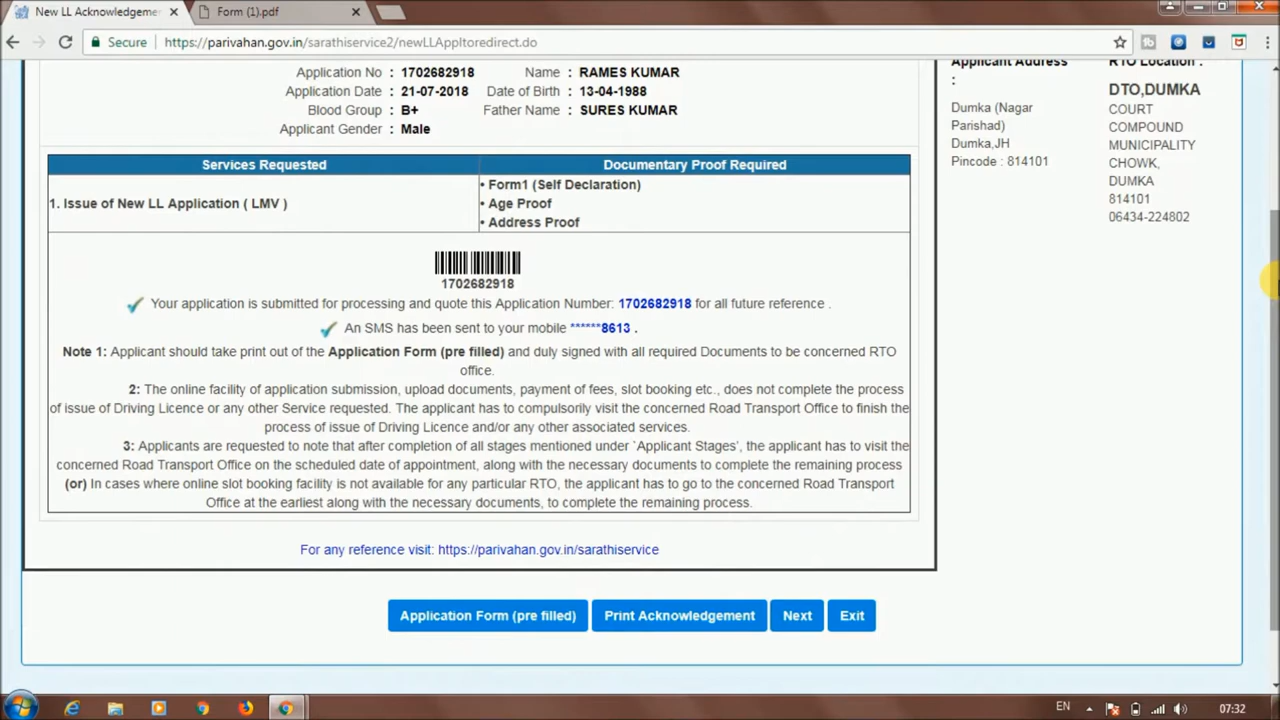 New LL Acknowledgeme
Form (1).pdf
Secure
https://parivahan.gov.in/sarathiservice2/newLLAppltoredirect.do
Application No : 1702682918 Name : RAMES KUMAR
Application Date : 21-07-2018 Date of Birth : 13-04-1988
Blood Group : B+ Father Name : SURES KUMAR
Applicant Gender : Male
Services Requested Documentary Proof Required
1. Issue of New LL Application ( LMV )
• Form1 (Self Declaration)
• Age Proof
• Address Proof
1702682918
Your application is submitted for processing and quote this Application Number: 1702682918 for all future reference .
An SMS has been sent to your mobile ******8613 .
Note 1: Applicant should take print out of the Application Form (pre filled) and duly signed with all required Documents to be concerned RTO
office.
2: The online facility of application submission, upload documents, payment of fees, slot booking etc., does not complete the process
of issue of Driving Licence or any other Service requested. The applicant has to compulsorily visit the concerned Road Transport Office to finish the
process of issue of Driving Licence and/or any other associated services.
3: Applicants are requested to note that after completion of all stages mentioned under `Applicant Stages', the applicant has to visit the
concerned Road Transport Office on the scheduled date of appointment, along with the necessary documents to complete the remaining process
(or) In cases where online slot booking facility is not available for any particular RTO, the applicant has to go to the concerned Road Transport
Office at the earliest along with the necessary documents, to complete the remaining process.
For any reference visit: https://parivahan.gov.in/sarathiservice
Application Form (pre filled)
Print Acknowledgement
Next
Exit
Applicant Address
:
Dumka (Nagar
Parishad)
Dumka,JH
Pincode : 814101
RTO Location :
DTO,DUMKA
COURT
COMPOUND
MUNICIPALITY
CHOWK,
DUMKA
814101
06434-224802
EN
07:32